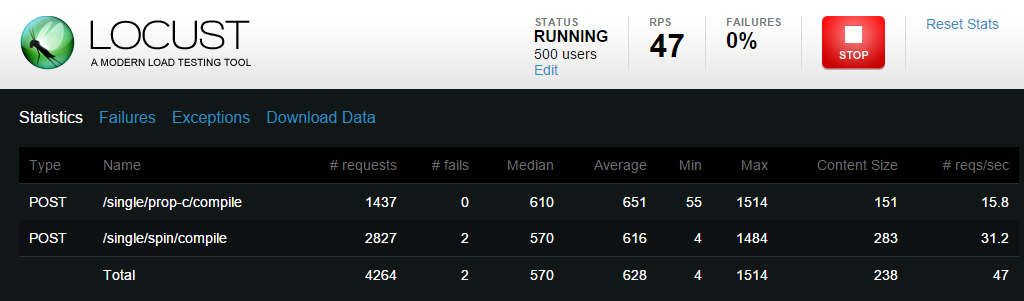 LOCUST
A MODERN LOAD TESTING TOOL
STATUS
RUNNING
500 users
Edit
RPS
47
FAILURES
0%
STOP
Reset Stats
Statistics Failures Exceptions Download Data
Type Name # requests # fails Median Average Min Max Content Size # reqs/sec
POST /single/prop-c/compile 1437 0 610 651 55 1514 151 15.8
POST /single/spin/compile 2827 2 570 616 4 1484 283 31.2
Total 4264 2 570 628 4 1514 238 47